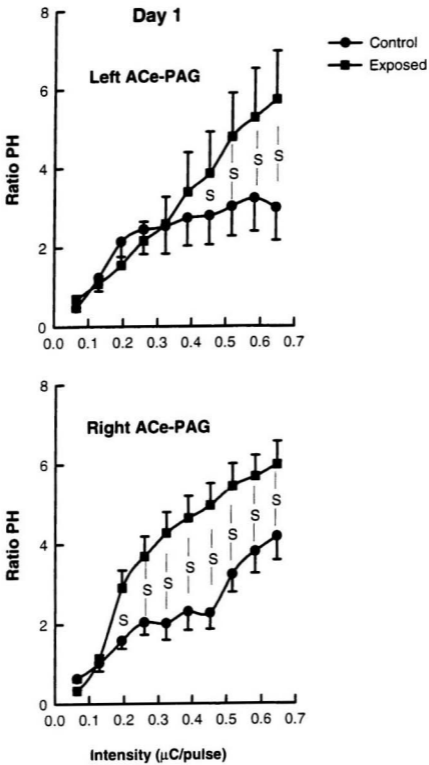 Day 1
Control
Exposed
Left ACe-PAG
Ratio PH
8
6
4
2
0
S S S S
0.0 0.1 0.2 0.3 0.4 0.5 0.6 0.7
Right ACe-PAG
Ratio PH
8
6
4
2
0
S S S S S S S S
0.0 0.1 0.2 0.3 0.4 0.5 0.6 0.7
Intensity (μC/pulse)